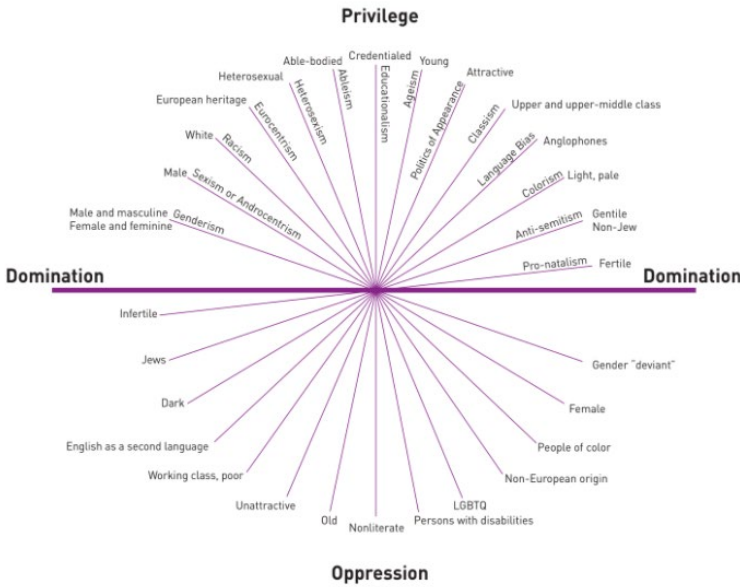 Privilege
Credentialed
Able-bodied
Young
Heterosexual
Attractive
European heritage
Upper and upper-middle class
White
Anglophones
Male
Light, pale
Male and masculine
Female and feminine
Gentile
Non-Jew
Fertile
Genderism
Sexism or Androcentrism
Racism
Eurocentrism
Heterosexism
Ableism
Educationalism
Ageism
Politics of Appearance
Classism
Language Bias
Colorism
Anti-semitism
Pro-natalism
Domination
Domination
Infertile
Jews
Dark
English as a second language
Working class, poor
Unattractive
Old
Nonliterate
Persons with disabilities
LGBTQ
Non-European origin
People of color
Female
Gender “deviant”
Oppression